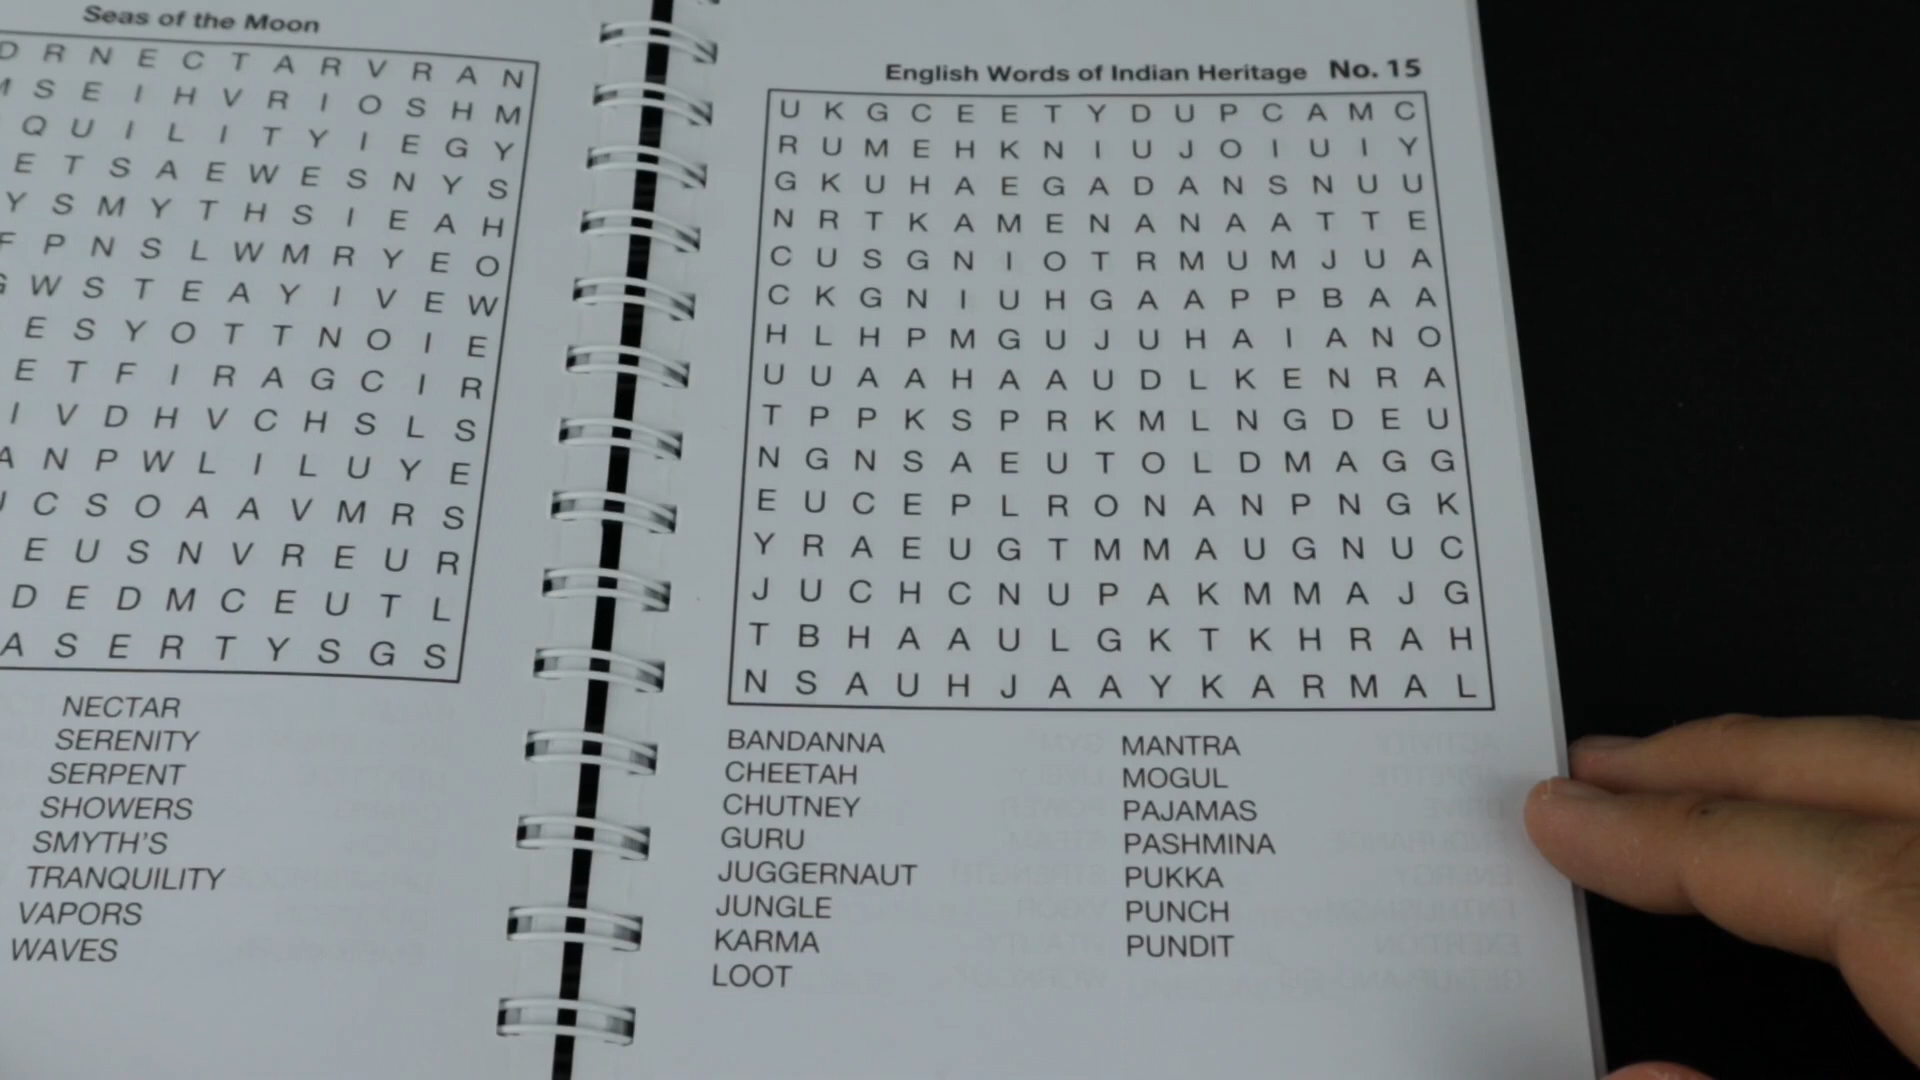 Seas of the Moon
D R N E C T A R V R A N
M S E I H V R I O S H M
Q U I L I T Y I E G Y
E T S A E W E S N Y S
Y S M Y T H S I E A H
F P N S L W M R Y E O
G W S T E A Y I V E W
E S Y O T T N O I E
E T F I R A G C I R
I V D H V C H S L S
A N P W L I L U Y E
C S O A A V M R S
E U S N V R E U R
D E D M C E U T L
A S E R T Y S G S
NECTAR
SERENITY
SERPENT
SHOWERS
SMYTH'S
TRANQUILITY
VAPORS
WAVES
English Words of Indian Heritage No. 15
U K G C E E T Y D U P C A M C
R U M E H K N I U J O I U I Y
G K U H A E G A D A N S N U U
N R T K A M E N A N A A T T E
C U S G N I O T R M U M J U A
C K G N I U H G A A P P B A A
H L H P M G U J U H A I A N O
U U A A H A A U D L K E N R A
T P P K S P R K M L N G D E U
N G N S A E U T O L D M A G G
E U C E P L R O N A N P N G K
Y R A E U G T M M A U G N U C
J U C H C N U P A K M M A J G
T B H A A U L G K T K H R A H
N S A U H J A A Y K A R M A L
BANDANNA
CHEETAH
CHUTNEY
GURU
JUGGERNAUT
JUNGLE
KARMA
LOOT
MANTRA
MOGUL
PAJAMAS
PASHMINA
PUKKA
PUNCH
PUNDIT